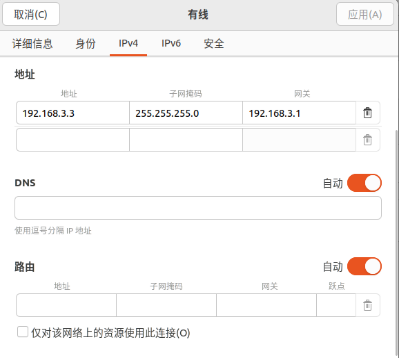 取消(C) 有线 应用(A)
详细信息 身份 IPv4 IPv6 安全
地址
地址 子网掩码 网关
192.168.3.3 255.255.255.0 192.168.3.1
DNS 自动
使用逗号分隔 IP 地址
路由 自动
地址 子网掩码 网关 跃点
仅对该网络上的资源使用此连接(O)